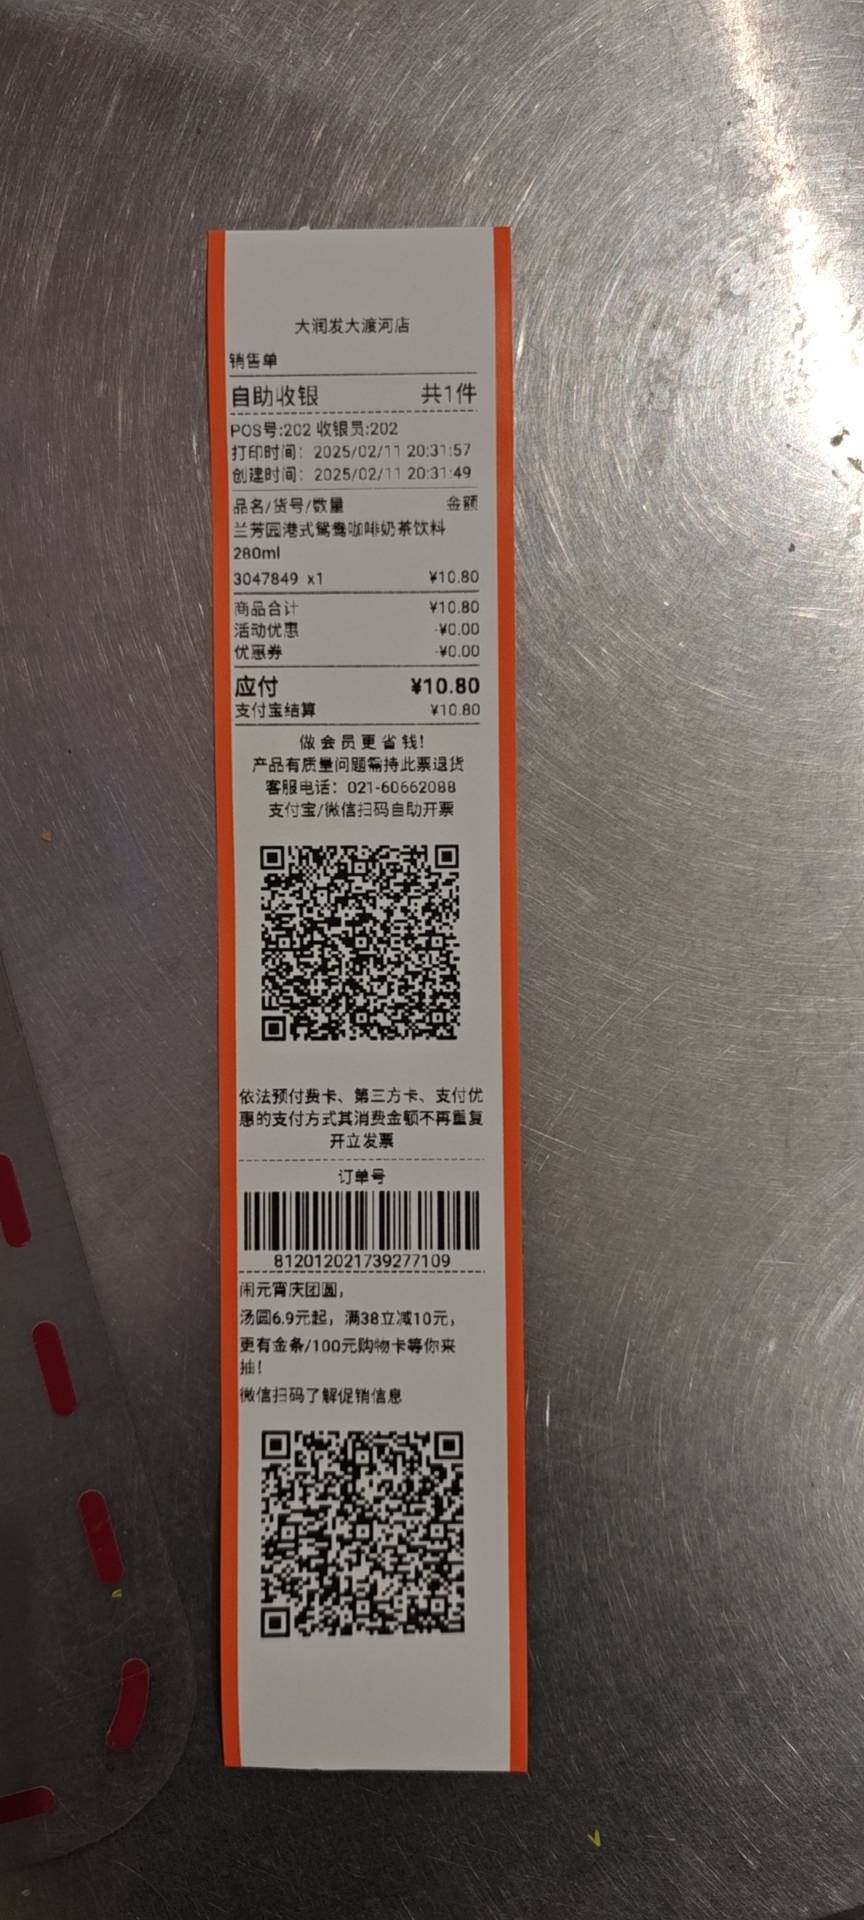 大润发大渡河店
销售单
自助收银 共1件
POS号:202 收银员:202
打印时间：2025/02/11 20:31:57
创建时间：2025/02/11 20:31:49
品名/货号/数量 金额
兰芳园港式鸳鸯咖啡奶茶饮料
280ml
3047849 x1 ¥10.80
商品合计 ¥10.80
活动优惠 -¥0.00
优惠券 -¥0.00
应付 ¥10.80
支付宝结算 ¥10.80
做会员更省钱!
产品有质量问题需持此票退货
客服电话：021-60662088
支付宝/微信扫码自助开票
依法预付费卡、第三方卡、支付优
惠的支付方式其消费金额不再重复
开立发票
订单号
812012021739277109
闹元宵庆团圆，
汤圆6.9元起，满38立减10元，
更有金条/100元购物卡等你来
抽!
微信扫码了解促销信息